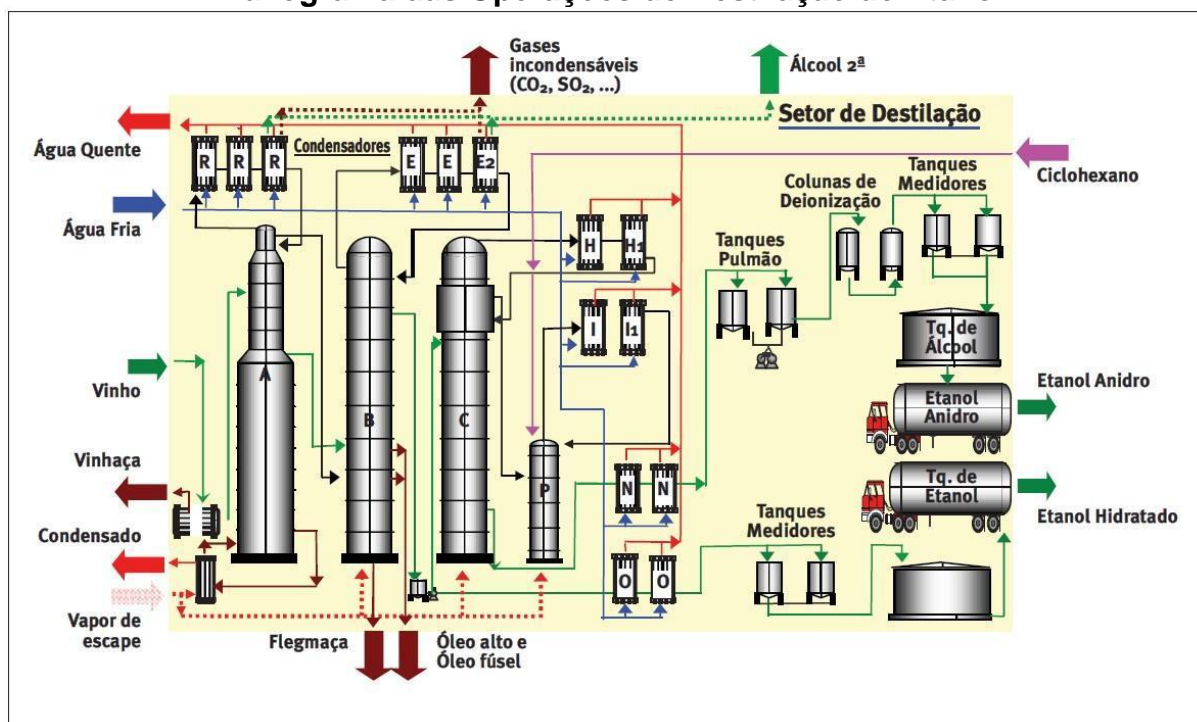 Gases
incondensáveis
(CO₂, SO₂, ...)
Álcool 2ª
Setor de Destilação
Água Quente
R R R
Condensadores
E E E2
Ciclohexano
Água Fria
Colunas de
Deionização
Tanques
Medidores
H H1
Tanques
Pulmão
I I1
Tq. de
Álcool
Vinho
A
B
C
P
Etanol
Anidro
Etanol Anidro
Vinhaça
N N
Tq. de
Etanol
Etanol Hidratado
Condensado
Tanques
Medidores
O O
Vapor de
escape
Flegmaça
Óleo alto e
Óleo fúsel